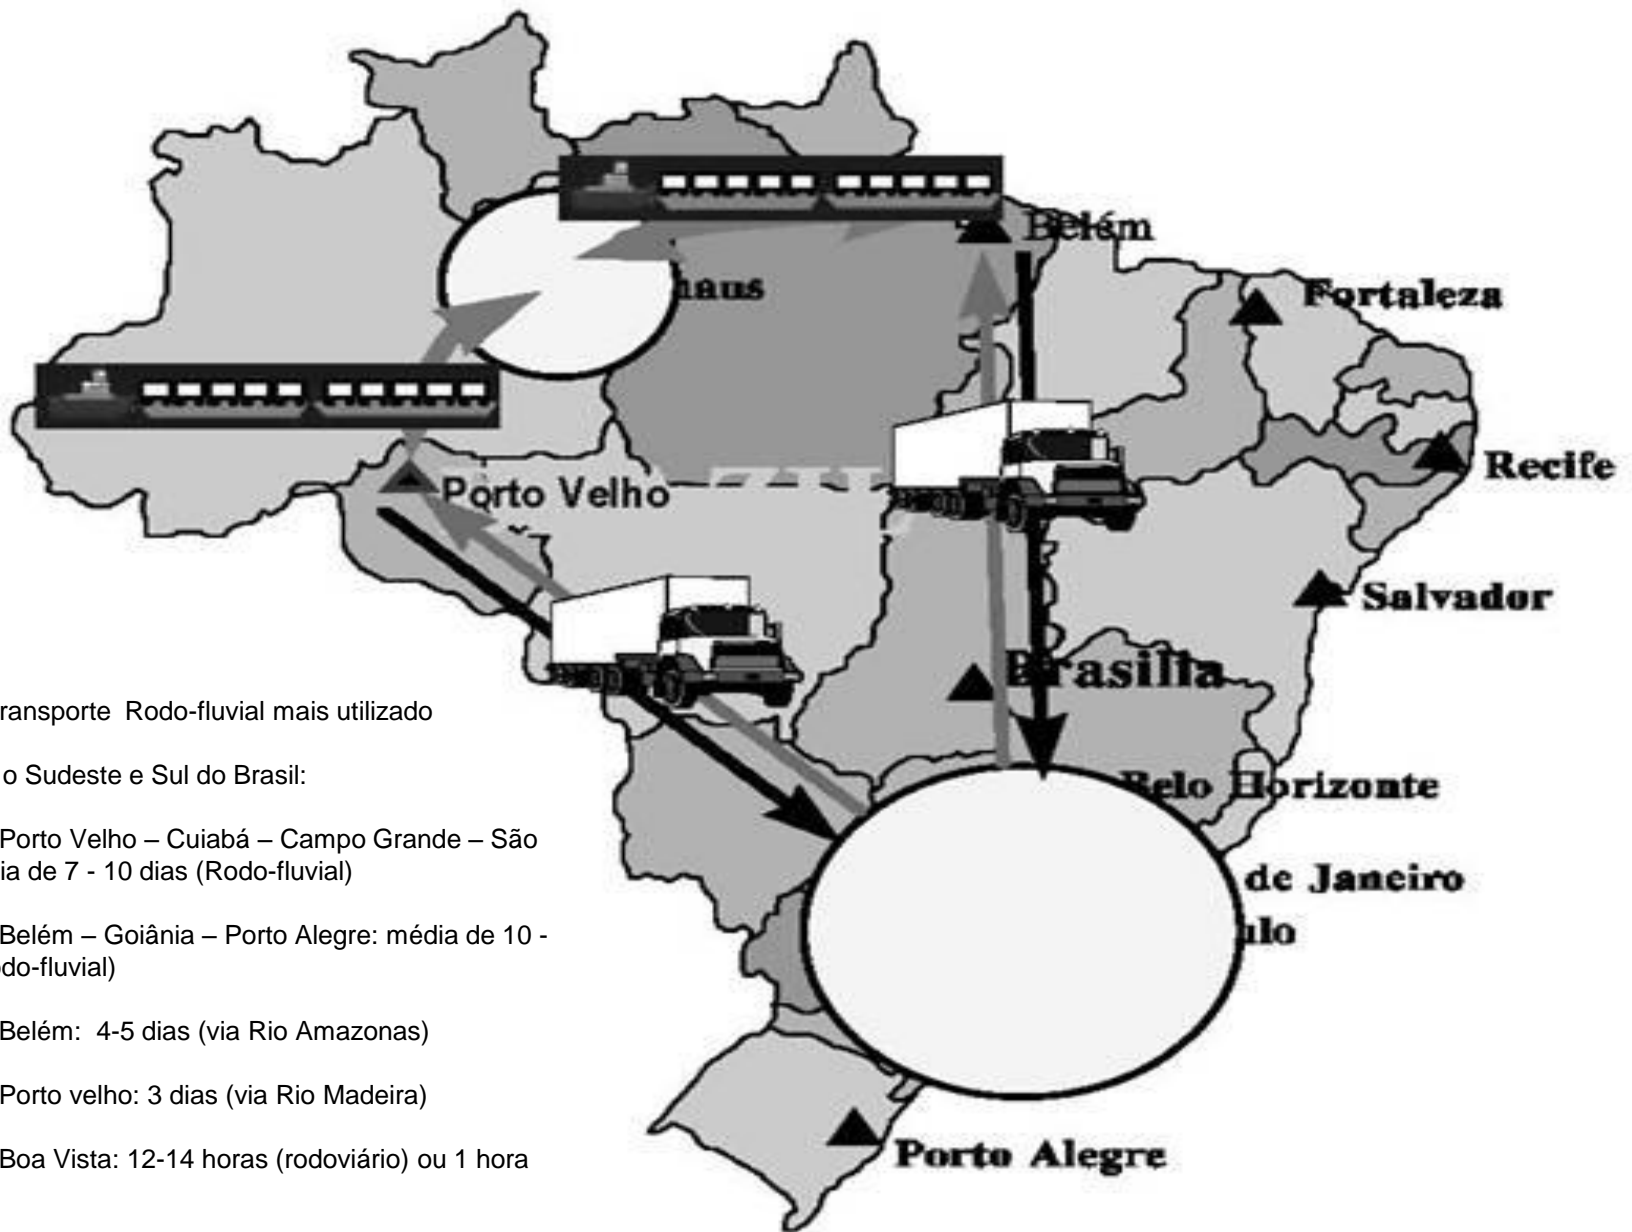 Belém
naus
Fortaleza
Porto Velho
Recife
Salvador
Brasilia
ransporte Rodo-fluvial mais utilizado
o Sudeste e Sul do Brasil:
Belo Horizonte
Porto Velho – Cuiabá – Campo Grande – São
ia de 7 - 10 dias (Rodo-fluvial)
de Janeiro
Belém – Goiânia – Porto Alegre: média de 10 -
ulo
do-fluvial)
Belém: 4-5 dias (via Rio Amazonas)
Porto velho: 3 dias (via Rio Madeira)
Boa Vista: 12-14 horas (rodoviário) ou 1 hora
Porto Alegre